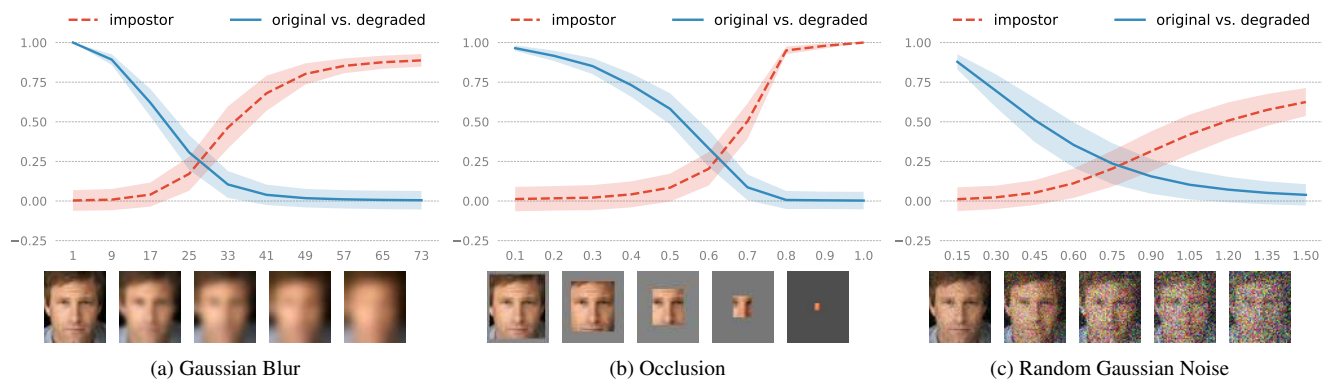 impostor original vs. degraded
1.00
0.75
0.50
0.25
0.00
−0.25
1 9 17 25 33 41 49 57 65 73
(a) Gaussian Blur
impostor original vs. degraded
1.00
0.75
0.50
0.25
0.00
−0.25
0.1 0.2 0.3 0.4 0.5 0.6 0.7 0.8 0.9 1.0
(b) Occlusion
impostor original vs. degraded
1.00
0.75
0.50
0.25
0.00
−0.25
0.15 0.30 0.45 0.60 0.75 0.90 1.05 1.20 1.35 1.50
(c) Random Gaussian Noise